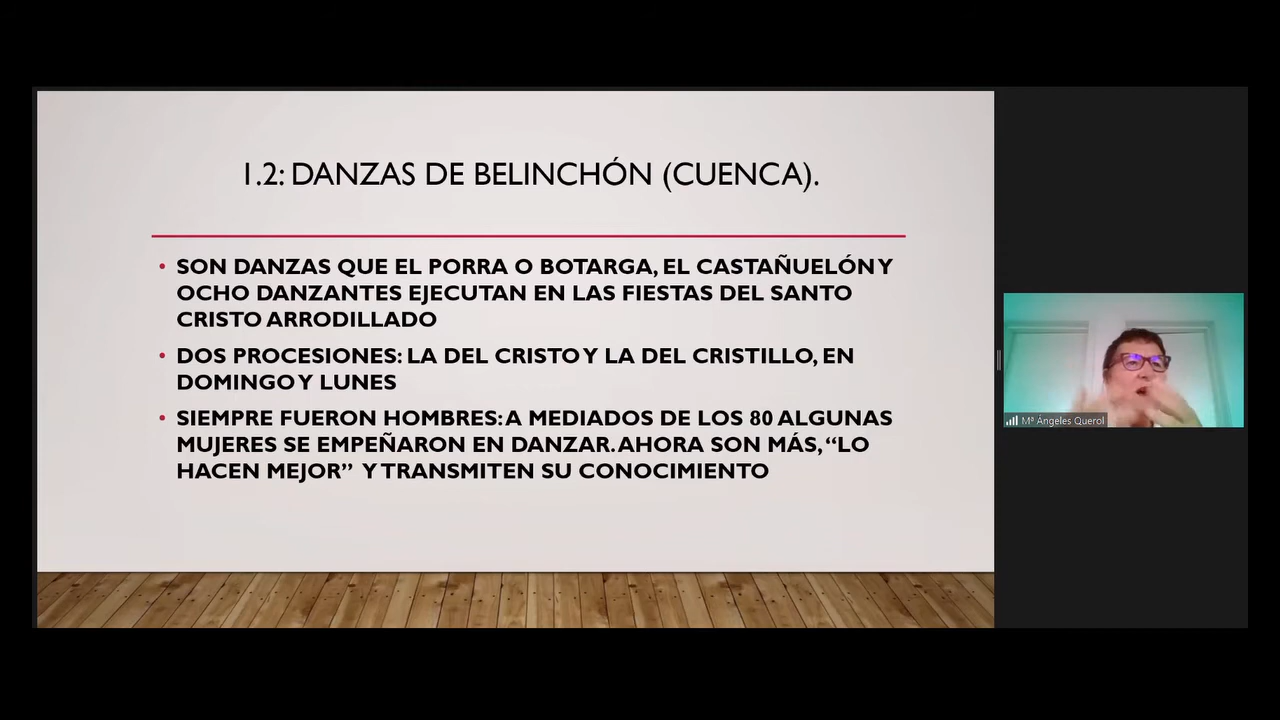 1.2: DANZAS DE BELINCHÓN (CUENCA).
• SON DANZAS QUE EL PORRA O BOTARGA, EL CASTAÑUELÓN Y
OCHO DANZANTES EJECUTAN EN LAS FIESTAS DEL SANTO
CRISTO ARRODILLADO
• DOS PROCESIONES: LA DEL CRISTO Y LA DEL CRISTILLO, EN
DOMINGO Y LUNES
• SIEMPRE FUERON HOMBRES: A MEDIADOS DE LOS 80 ALGUNAS
MUJERES SE EMPEÑARON EN DANZAR. AHORA SON MÁS, “LO
HACEN MEJOR” Y TRANSMITEN SU CONOCIMIENTO
Mª Ángeles Querol